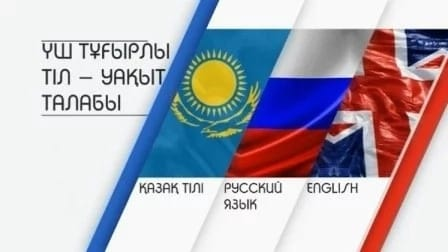 ҮШ ТҰҒЫРЛЫ
ТІЛ – УАҚЫТ
ТАЛАБЫ
ҚАЗАҚ ТІЛІ
РУССКИЙ
ЯЗЫК
ENGLISH